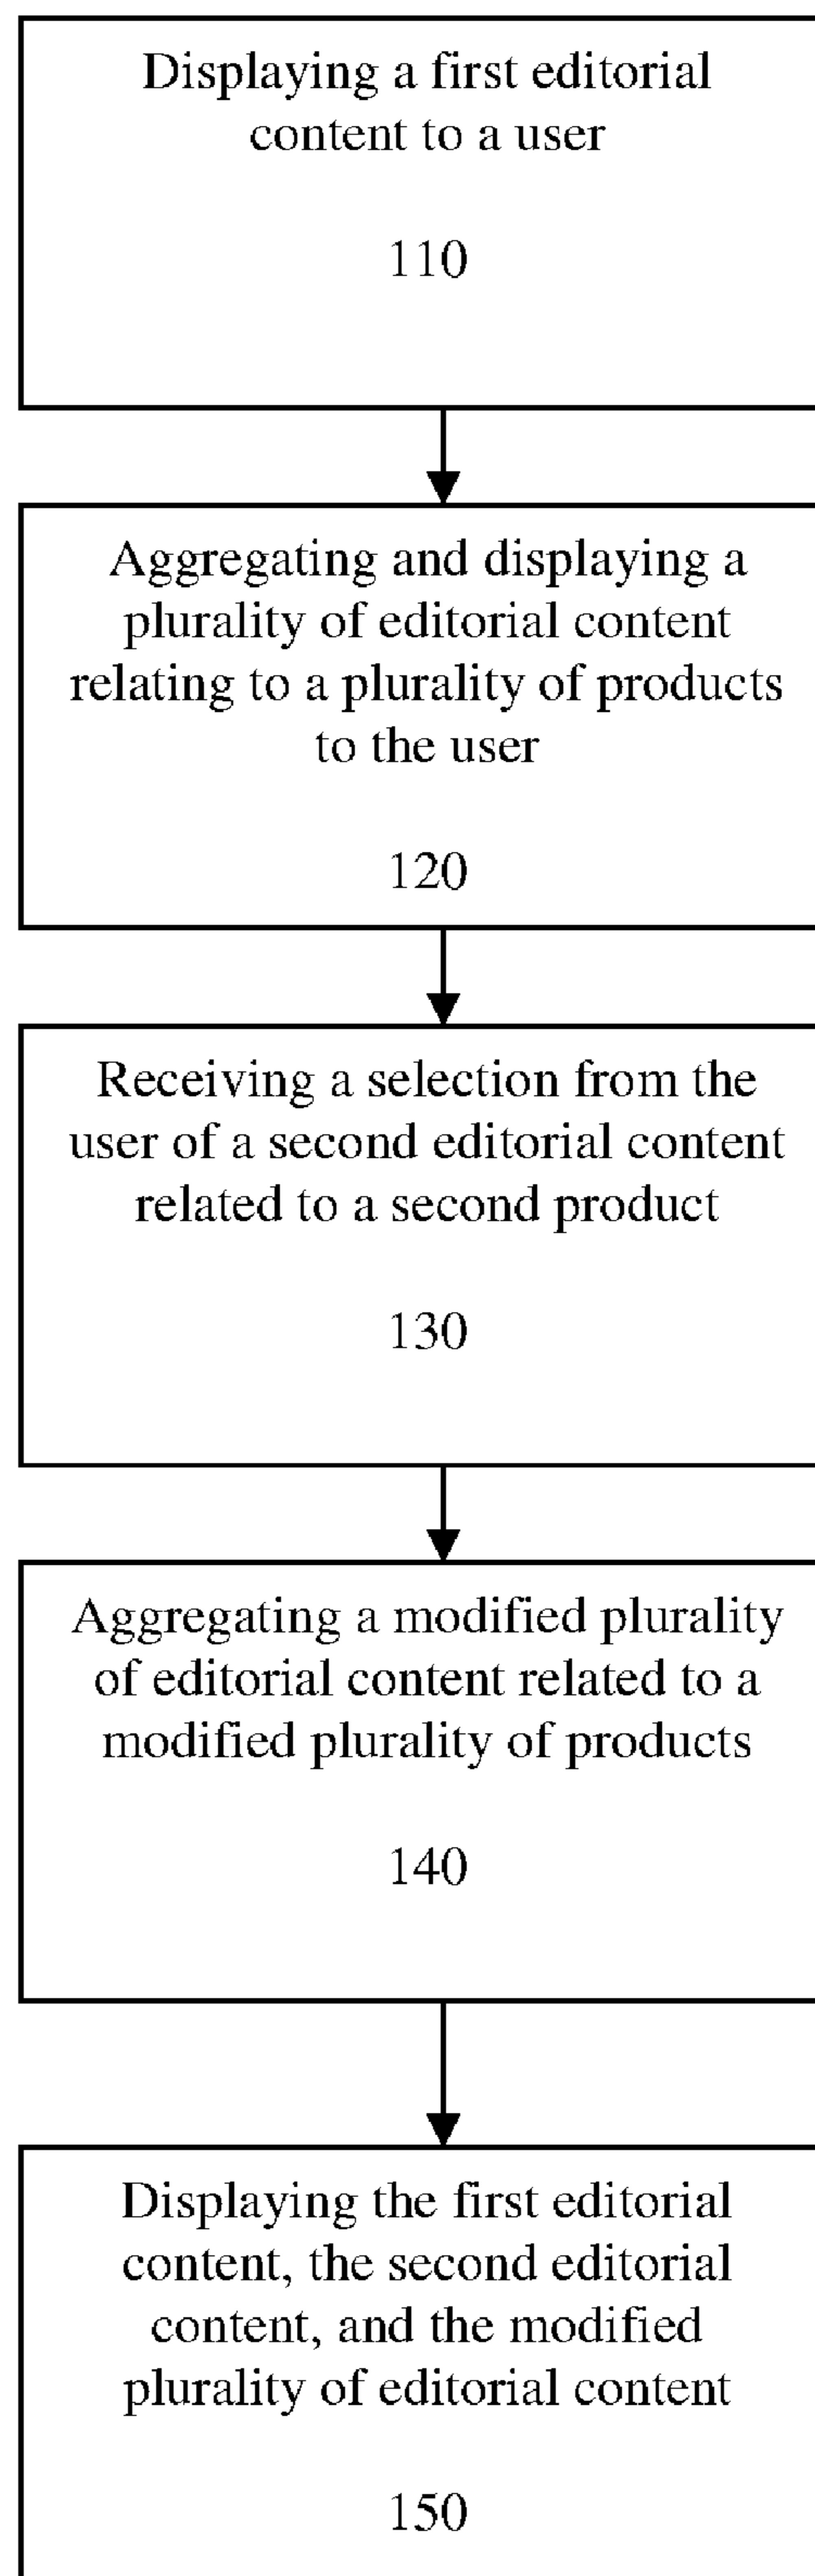 Displaying a first editorial
content to a user
110
Aggregating and displaying a
plurality of editorial content
relating to a plurality of products
to the user
120
Receiving a selection from the
user of a second editorial content
related to a second product
130
Aggregating a modified plurality
of editorial content related to a
modified plurality of products
140
Displaying the first editorial
content, the second editorial
content, and the modified
plurality of editorial content
150